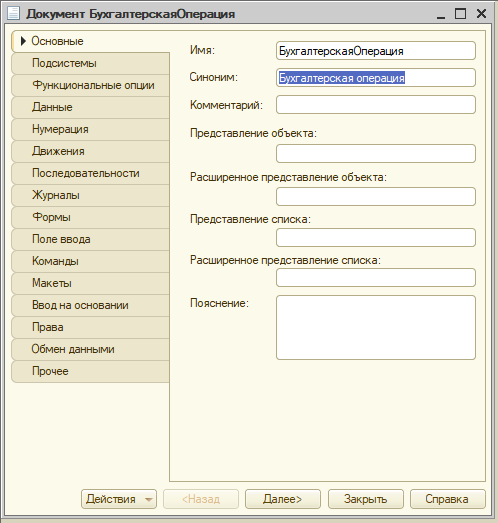 Документ БухгалтерскаяОперация
Основные
Подсистемы
Функциональные опции
Данные
Нумерация
Движения
Последовательности
Журналы
Формы
Поле ввода
Команды
Макеты
Ввод на основании
Права
Обмен данными
Прочее
Имя: БухгалтерскаяОперация
Синоним: Бухгалтерская операция
Комментарий:
Представление объекта:
Расширенное представление объекта:
Представление списка:
Расширенное представление списка:
Пояснение:
Действия <Назад Далее> Закрыть Справка